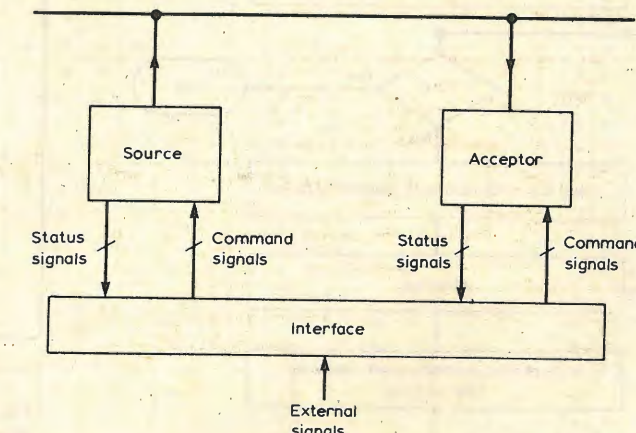 Source
Acceptor
Status
signals
Command
signals
Status
signals
Command
signals
Interface
External
signals